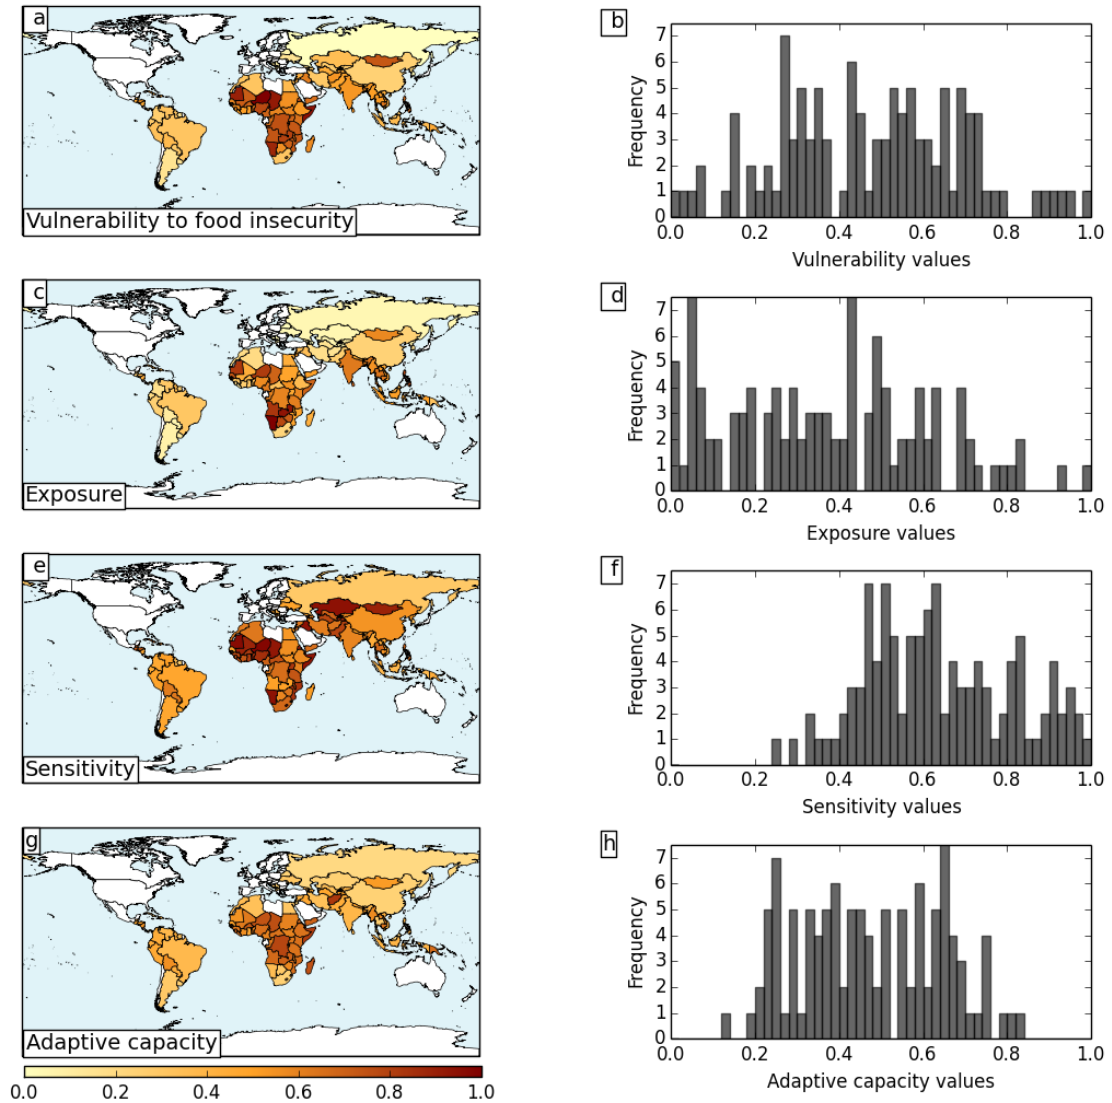 a
Vulnerability to food insecurity
b
Frequency
7
6
5
4
3
2
1
0
0.0 0.2 0.4 0.6 0.8 1.0
Vulnerability values
c
Exposure
d
Frequency
7
6
5
4
3
2
1
0
0.0 0.2 0.4 0.6 0.8 1.0
Exposure values
e
Sensitivity
f
Frequency
7
6
5
4
3
2
1
0
0.0 0.2 0.4 0.6 0.8 1.0
Sensitivity values
g
Adaptive capacity
0.0 0.2 0.4 0.6 0.8 1.0
h
Frequency
7
6
5
4
3
2
1
0
0.0 0.2 0.4 0.6 0.8 1.0
Adaptive capacity values